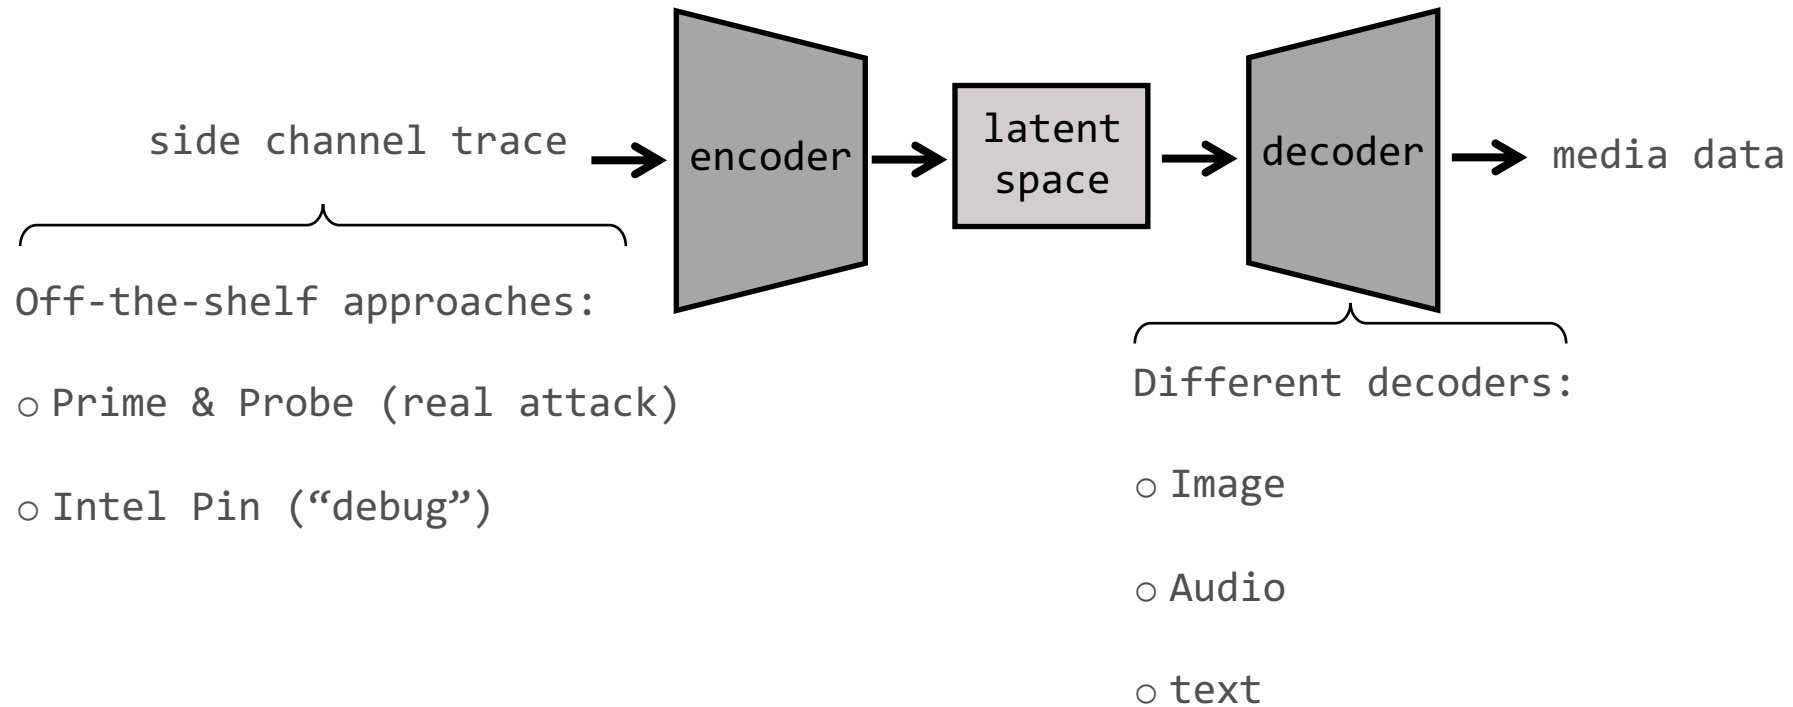 side channel trace
encoder
latent
space
decoder
media data
Off-the-shelf approaches:
○ Prime & Probe (real attack)
○ Intel Pin (“debug”)
Different decoders:
○ Image
○ Audio
○ text